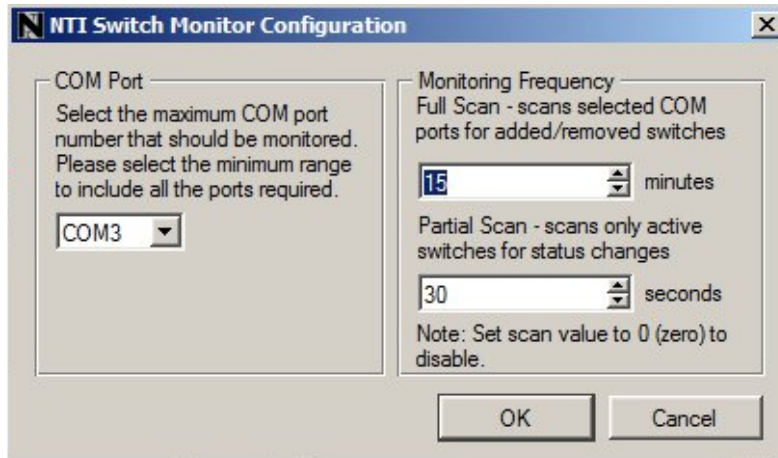 NTI Switch Monitor Configuration
COM Port
Select the maximum COM port
number that should be monitored.
Please select the minimum range
to include all the ports required.
COM3
Monitoring Frequency
Full Scan - scans selected COM
ports for added/removed switches
15 minutes
Partial Scan - scans only active
switches for status changes
30 seconds
Note: Set scan value to 0 (zero) to
disable.
OK Cancel